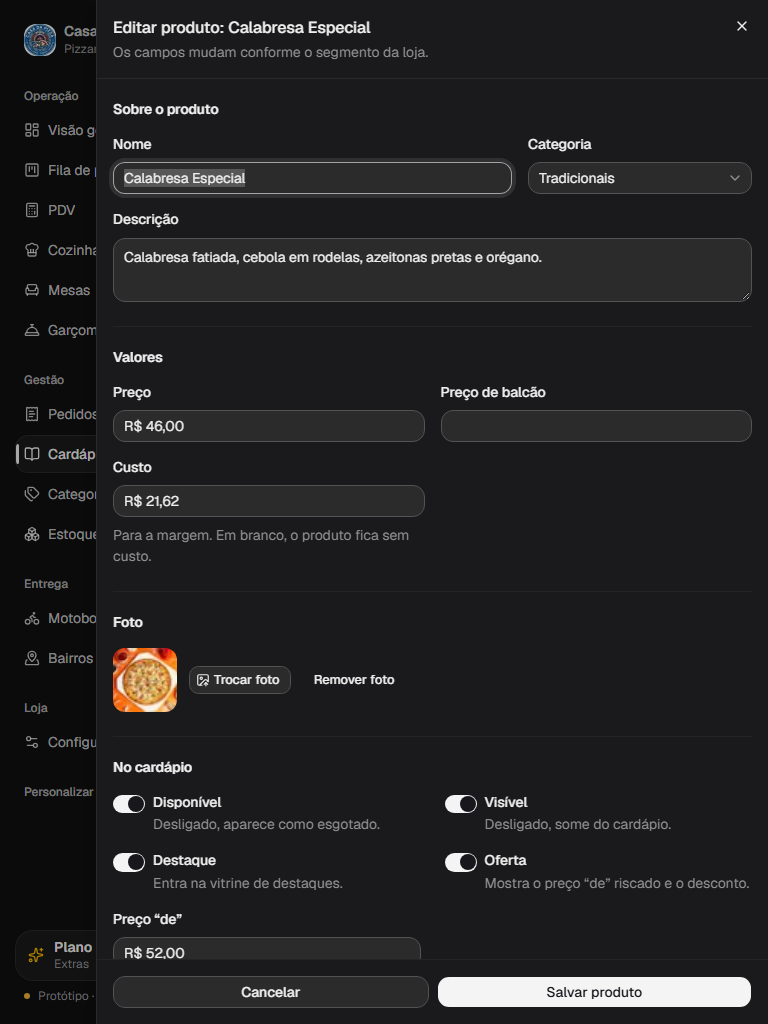 Casa
Pizzar
Operação
Visão g
Fila de p
PDV
Cozinha
Mesas
Garçom
Gestão
Pedidos
Cardáp
Categor
Estoque
Entrega
Motobo
Bairros
Loja
Configu
Personalizar
Plano
Extras
Protótipo ·
Editar produto: Calabresa Especial
Os campos mudam conforme o segmento da loja.
Sobre o produto
Nome
Categoria
Calabresa Especial
Tradicionais
Descrição
Calabresa fatiada, cebola em rodelas, azeitonas pretas e orégano.
Valores
Preço
Preço de balcão
R$ 46,00
Custo
R$ 21,62
Para a margem. Em branco, o produto fica sem
custo.
Foto
Trocar foto
Remover foto
No cardápio
Disponível
Desligado, aparece como esgotado.
Visível
Desligado, some do cardápio.
Destaque
Entra na vitrine de destaques.
Oferta
Mostra o preço “de” riscado e o desconto.
Preço “de”
R$ 52,00
Cancelar
Salvar produto